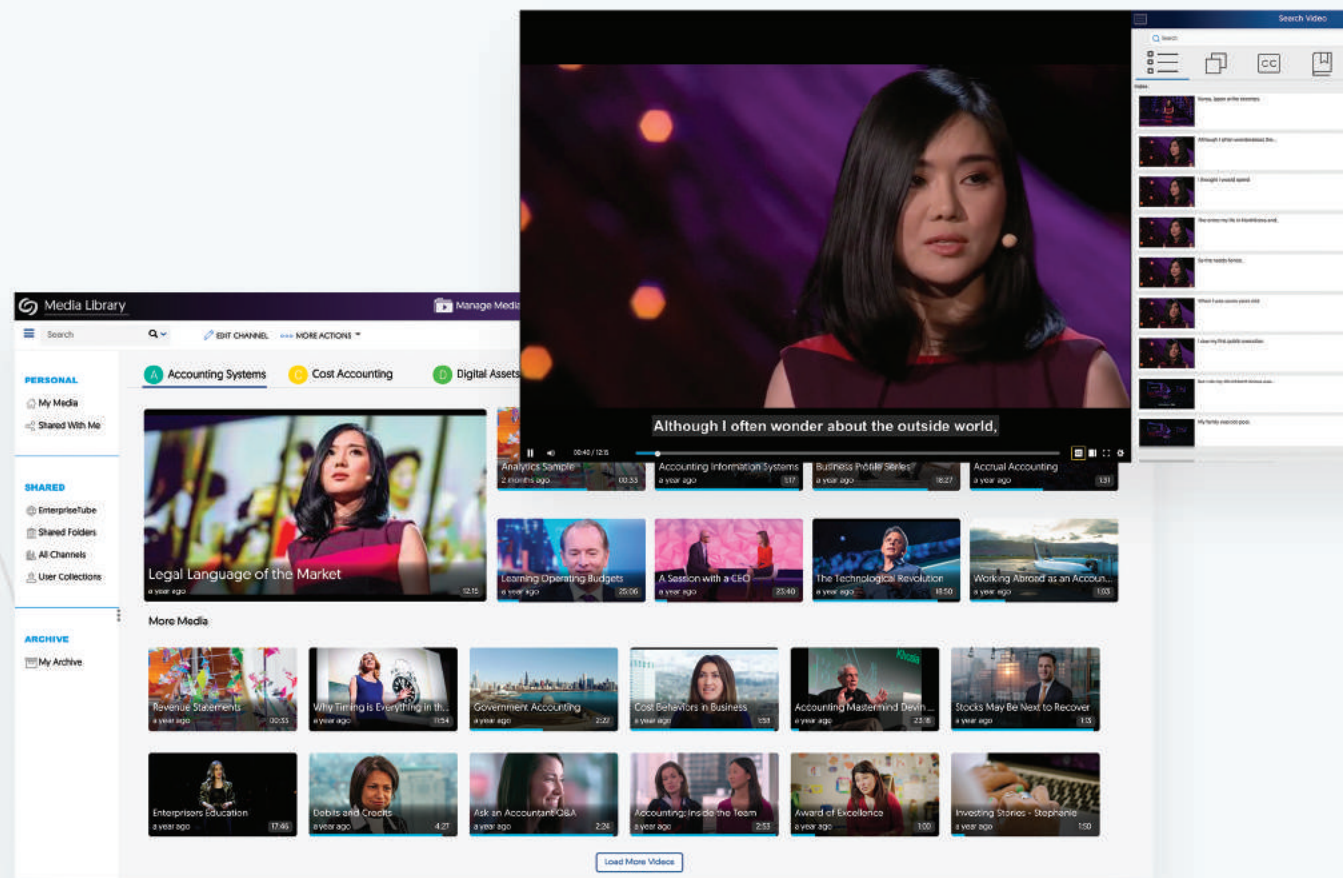 Search Video
Search
CC
Video
Although I often wonder about the outside world,
00:40 / 12:15
Media Library
Manage Media
Search
EDIT CHANNEL
MORE ACTIONS
PERSONAL
My Media
Shared With Me
SHARED
EnterpriseTube
Shared Folders
All Channels
User Collections
ARCHIVE
My Archive
A Accounting Systems
C Cost Accounting
D Digital Assets
Legal Language of the Market
a year ago 12:15
Analytics Sample
2 months ago 00:33
Accounting Information Systems
a year ago 1:17
Business Profile Series
a year ago 18:27
Accrual Accounting
a year ago 1:31
Learning Operating Budgets
a year ago 25:06
A Session with a CEO
a year ago 23:40
The Technological Revolution
a year ago 18:50
Working Abroad as an Accoun...
a year ago 1:03
More Media
Revenue Statements
a year ago 00:33
Why Timing is Everything in th...
a year ago 11:54
Government Accounting
a year ago 2:27
Cost Behaviors in Business
a year ago 1:51
Khosla
Accounting Mastermind Devin ...
a year ago 23:18
Stocks May Be Next to Recover
a year ago 1:13
Enterprisers Education
a year ago 17:46
Debits and Credits
a year ago 4:27
Ask an Accountant Q&A
a year ago 2:24
Accounting: Inside the Team
a year ago 2:53
Award of Excellence
a year ago 1:00
Investing Stories - Stephanie
a year ago 1:50
Load More Videos